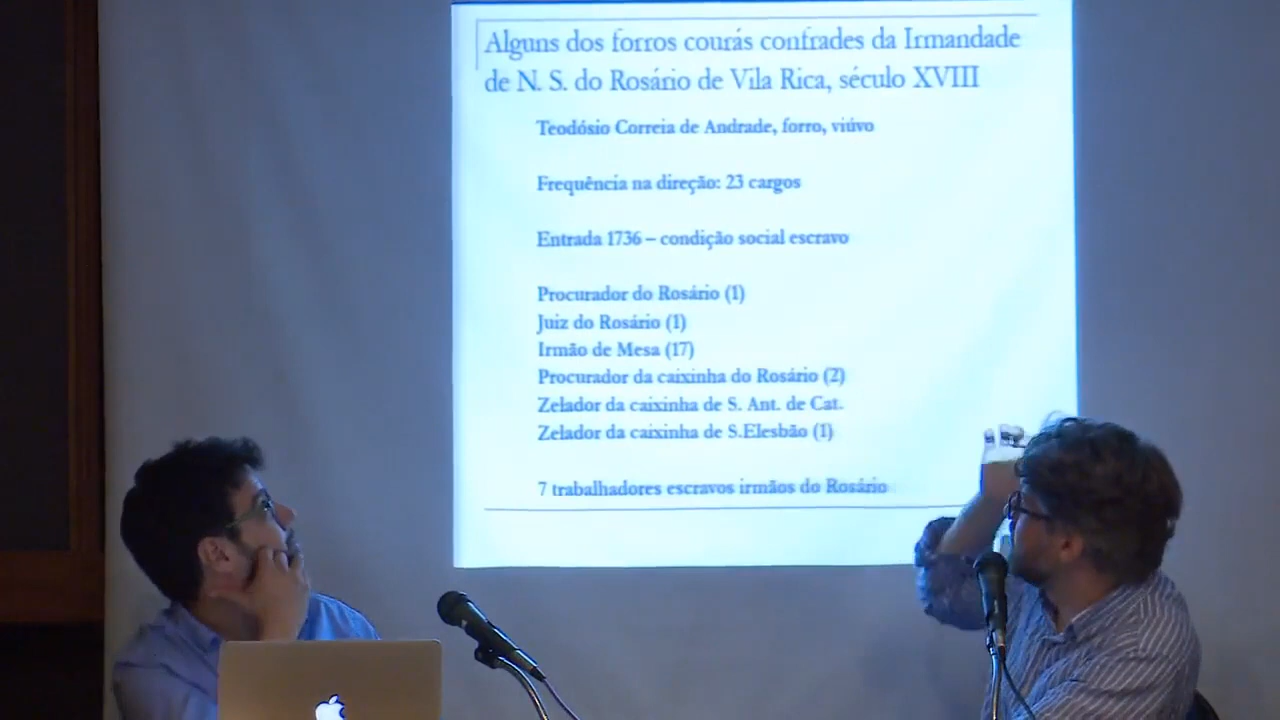 Alguns dos forros courás confrades da Irmandade
de N. S. do Rosário de Vila Rica, século XVIII
Teodósio Correia de Andrade, forro, viúvo
Frequência na direção: 23 cargos
Entrada 1736 – condição social escravo
Procurador do Rosário (1)
Juiz do Rosário (1)
Irmão de Mesa (17)
Procurador da caixinha do Rosário (2)
Zelador da caixinha de S. Ant. de Cat.
Zelador da caixinha de S.Elesbão (1)
7 trabalhadores escravos irmãos do Rosário